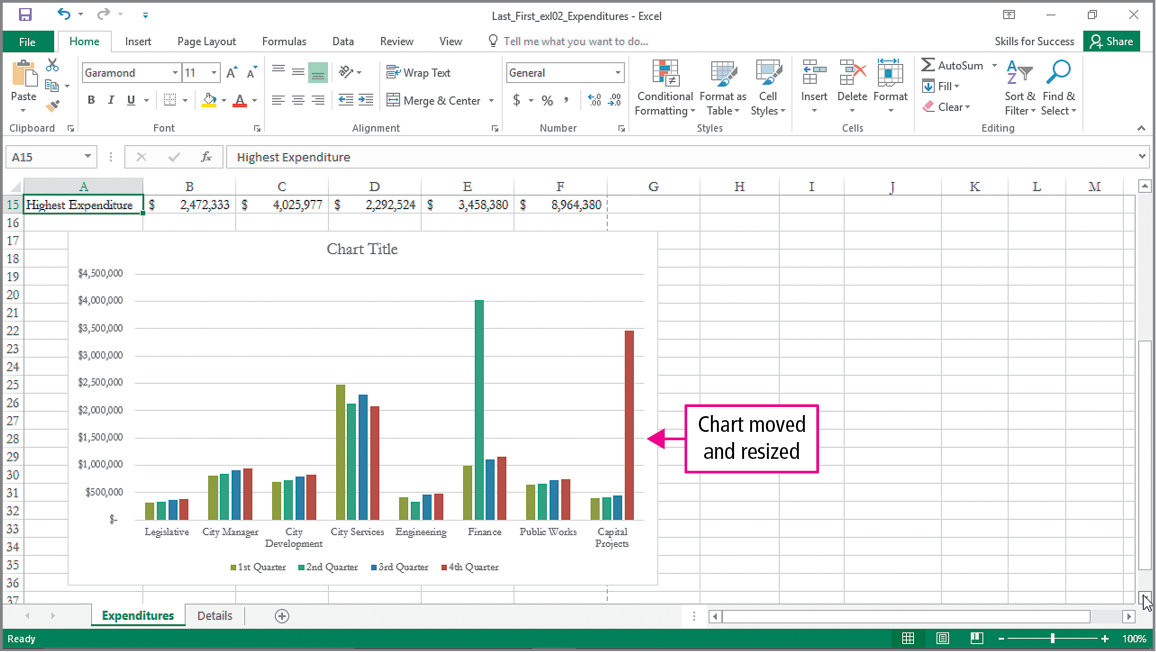 Last_First_exl02_Expenditures - Excel
File Home Insert Page Layout Formulas Data Review View Tell me what you want to do... Skills for Success Share
Garamond 11 Wrap Text General AutoSum
Fill
Paste B I U Merge & Center $ % , Conditional Formatting Format as Table Cell Styles Insert Delete Format Clear Sort & Filter Find & Select
Clipboard Font Alignment Number Styles Cells Editing
A15 fx Highest Expenditure
A B C D E F G H I J K L M
15 Highest Expenditure $ 2,472,333 $ 4,025,977 $ 2,292,524 $ 3,458,380 $ 8,964,380
16
17
18
19
20
21
22
23
24
25
26
27
28
29
30
31
32
33
34
35
36
37
Chart Title
$4,500,000
$4,000,000
$3,500,000
$3,000,000
$2,500,000
$2,000,000
$1,500,000
$1,000,000
$500,000
$-
Legislative City Manager City Development City Services Engineering Finance Public Works Capital Projects
1st Quarter 2nd Quarter 3rd Quarter 4th Quarter
Chart moved
and resized
Expenditures Details
Ready 100%